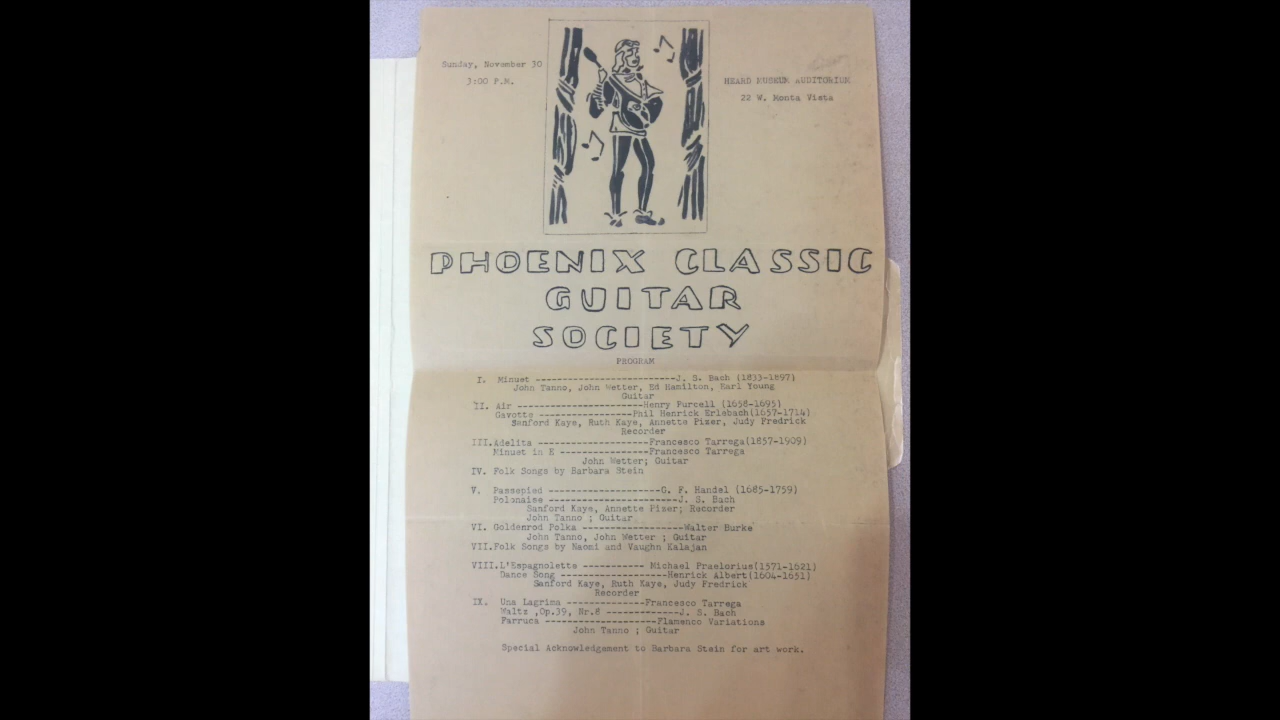 Sunday, November 30
3:00 P.M.
HEARD MUSEUM AUDITORIUM
22 W. Monta Vista
PHOENIX CLASSIC
GUITAR
SOCIETY
PROGRAM
I. Minuet --------------------------J. S. Bach (1833-1897)
John Tanno, John Wetter, Ed Hamilton, Earl Young
Guitar
II. Air -----------------------Henry Purcell (1658-1695)
Gavotte -----------------Phil Henrick Erlebach(1657-1714)
Sanford Kaye, Ruth Kaye, Annette Pizer, Judy Fredrick
Recorder
III.Adelita --------------------Francesco Tarrega(1857-1909)
Minuet in E ----------------Francesco Tarrega
John Wetter; Guitar
IV. Folk Songs by Barbara Stein
V. Passepied --------------------G. F. Handel (1685-1759)
Polonaise -----------------------J. S. Bach
Sanford Kaye, Annette Pizer; Recorder
John Tanno ; Guitar
VI. Goldenrod Polka ------------------Walter Burke
John Tanno, John Wetter ; Guitar
VII.Folk Songs by Naomi and Vaughn Kalajan
VIII.L'Espagnolette ----------- Michael Praetorius(1571-1621)
Dance Song -------------------Henrick Albert(1604-1651)
Sanford Kaye, Ruth Kaye, Judy Fredrick
Recorder
IX. Una Lagrima --------------Francesco Tarrega
Waltz ,Op.39, Nr.8 -------------J. S. Bach
Farruca --------------------Flamenco Variations
John Tanno ; Guitar
Special Acknowledgement to Barbara Stein for art work.